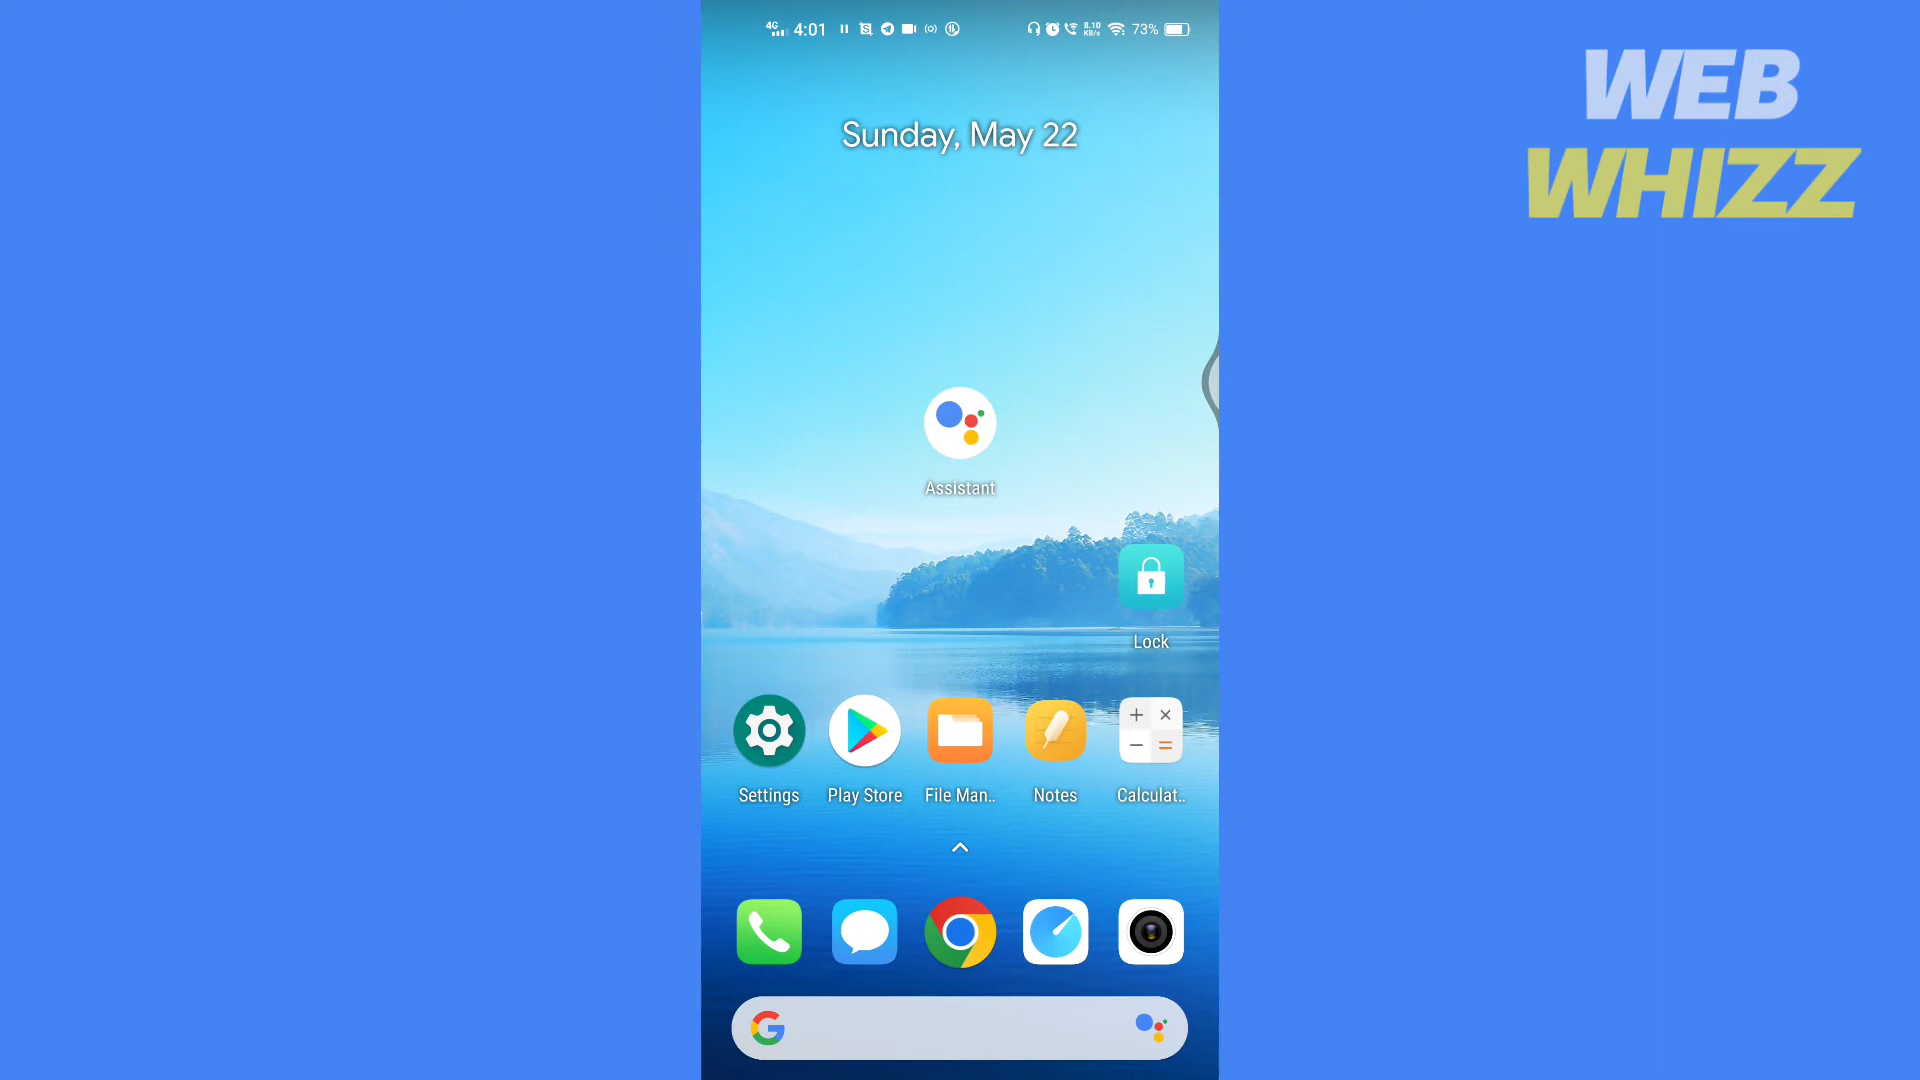 4G 4:01 8.10 KB/s 73%
WEB
WHIZZ
Sunday, May 22
Assistant
Lock
Settings Play Store File Man.. Notes Calculat..